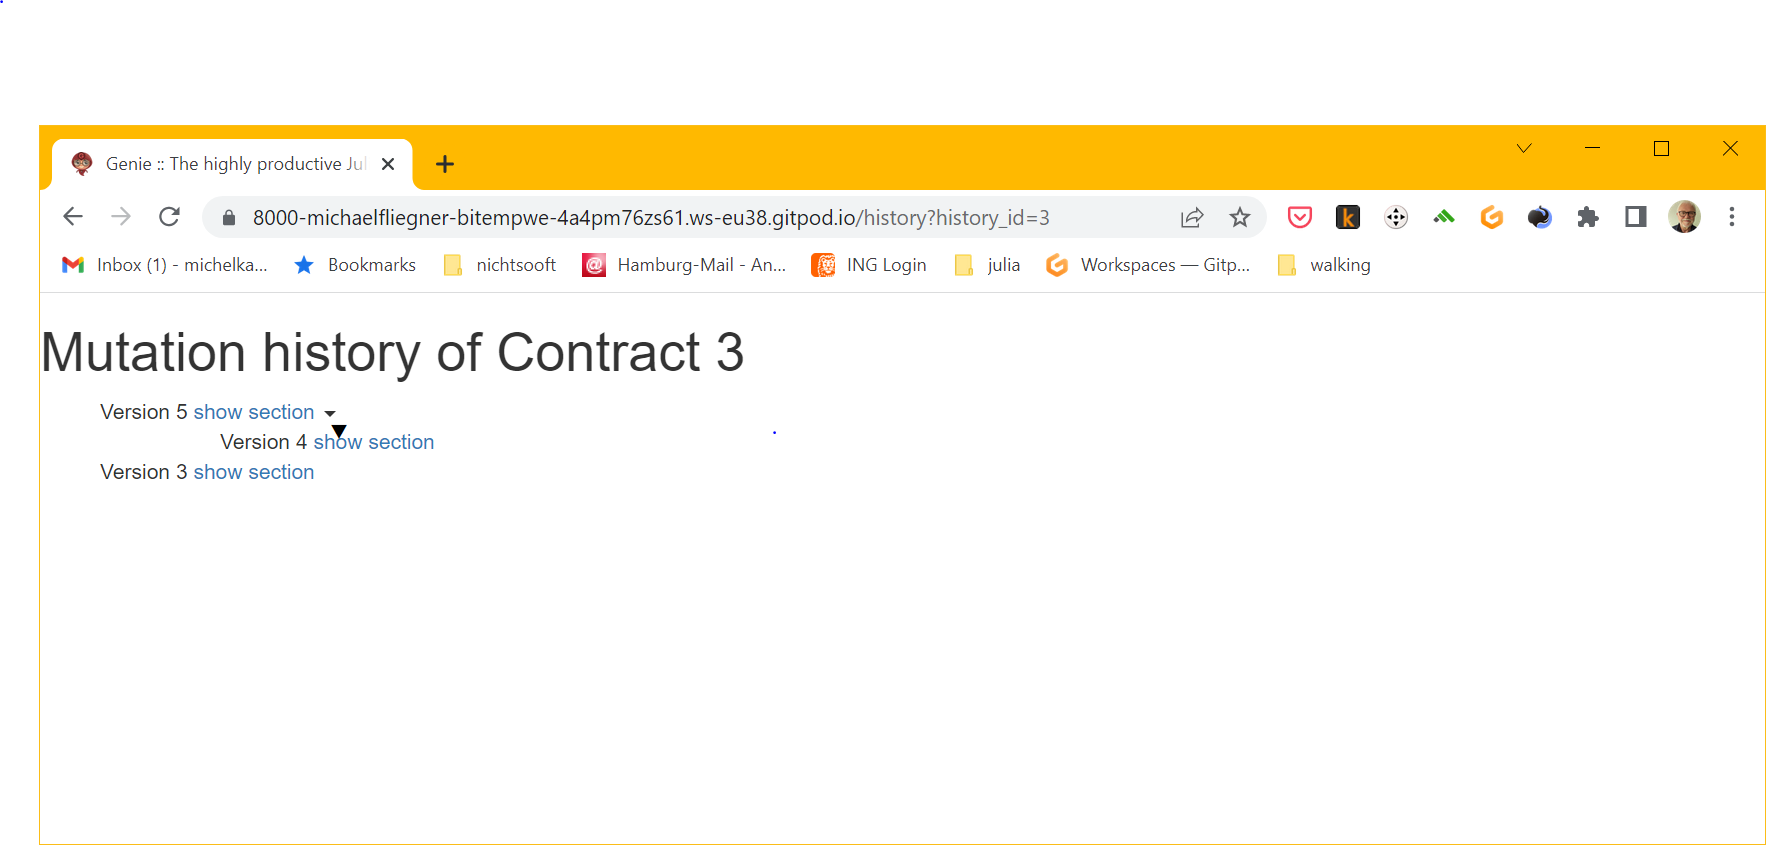 Genie :: The highly productive Jul
8000-michaelfliegner-bitempwe-4a4pm76zs61.ws-eu38.gitpod.io/history?history_id=3
Inbox (1) - michelka... Bookmarks nichtsooft Hamburg-Mail - An... ING Login julia Workspaces — Gitp... walking
Mutation history of Contract 3
Version 5 show section
Version 4 show section
Version 3 show section